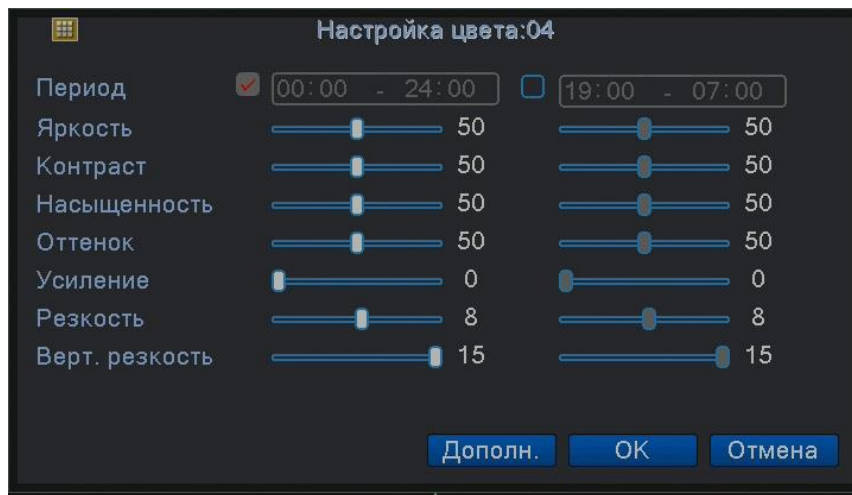 Настройка цвета:04
Период 00:00 - 24:00 19:00 - 07:00
Яркость 50 50
Контраст 50 50
Насыщенность 50 50
Оттенок 50 50
Усиление 0 0
Резкость 8 8
Верт. резкость 15 15
Дополн. OK Отмена